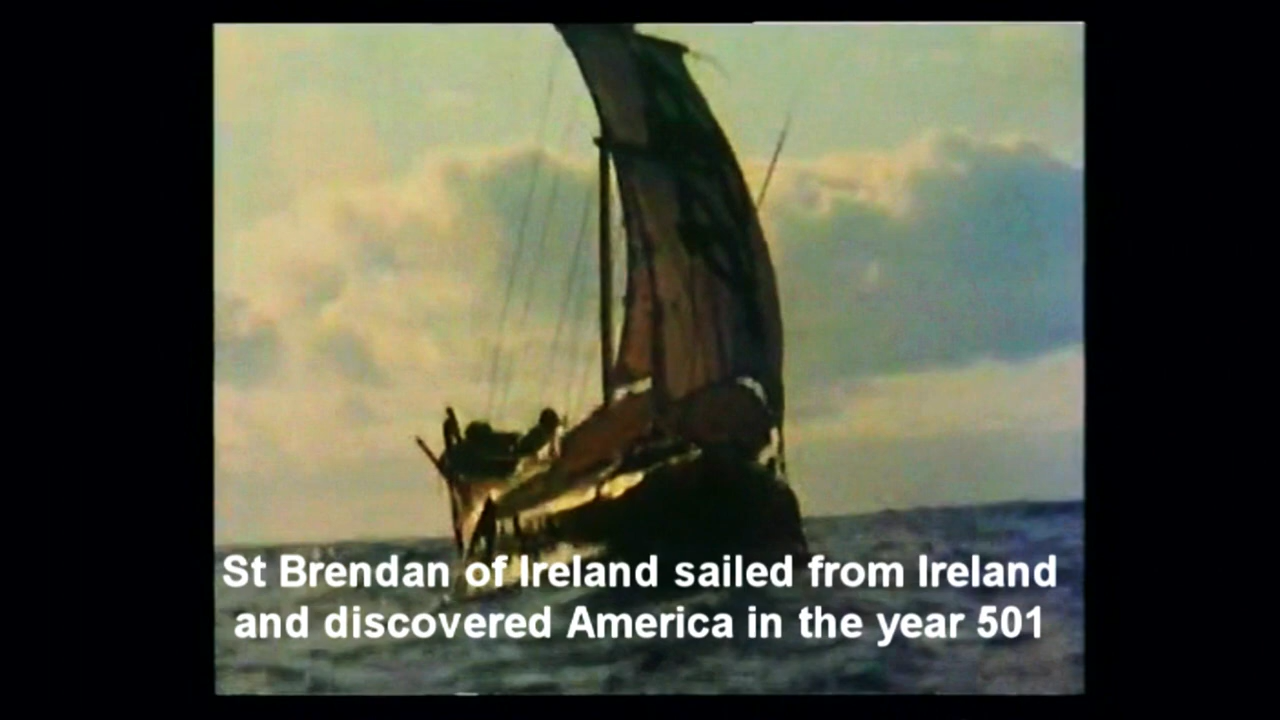 St Brendan of Ireland sailed from Ireland
and discovered America in the year 501